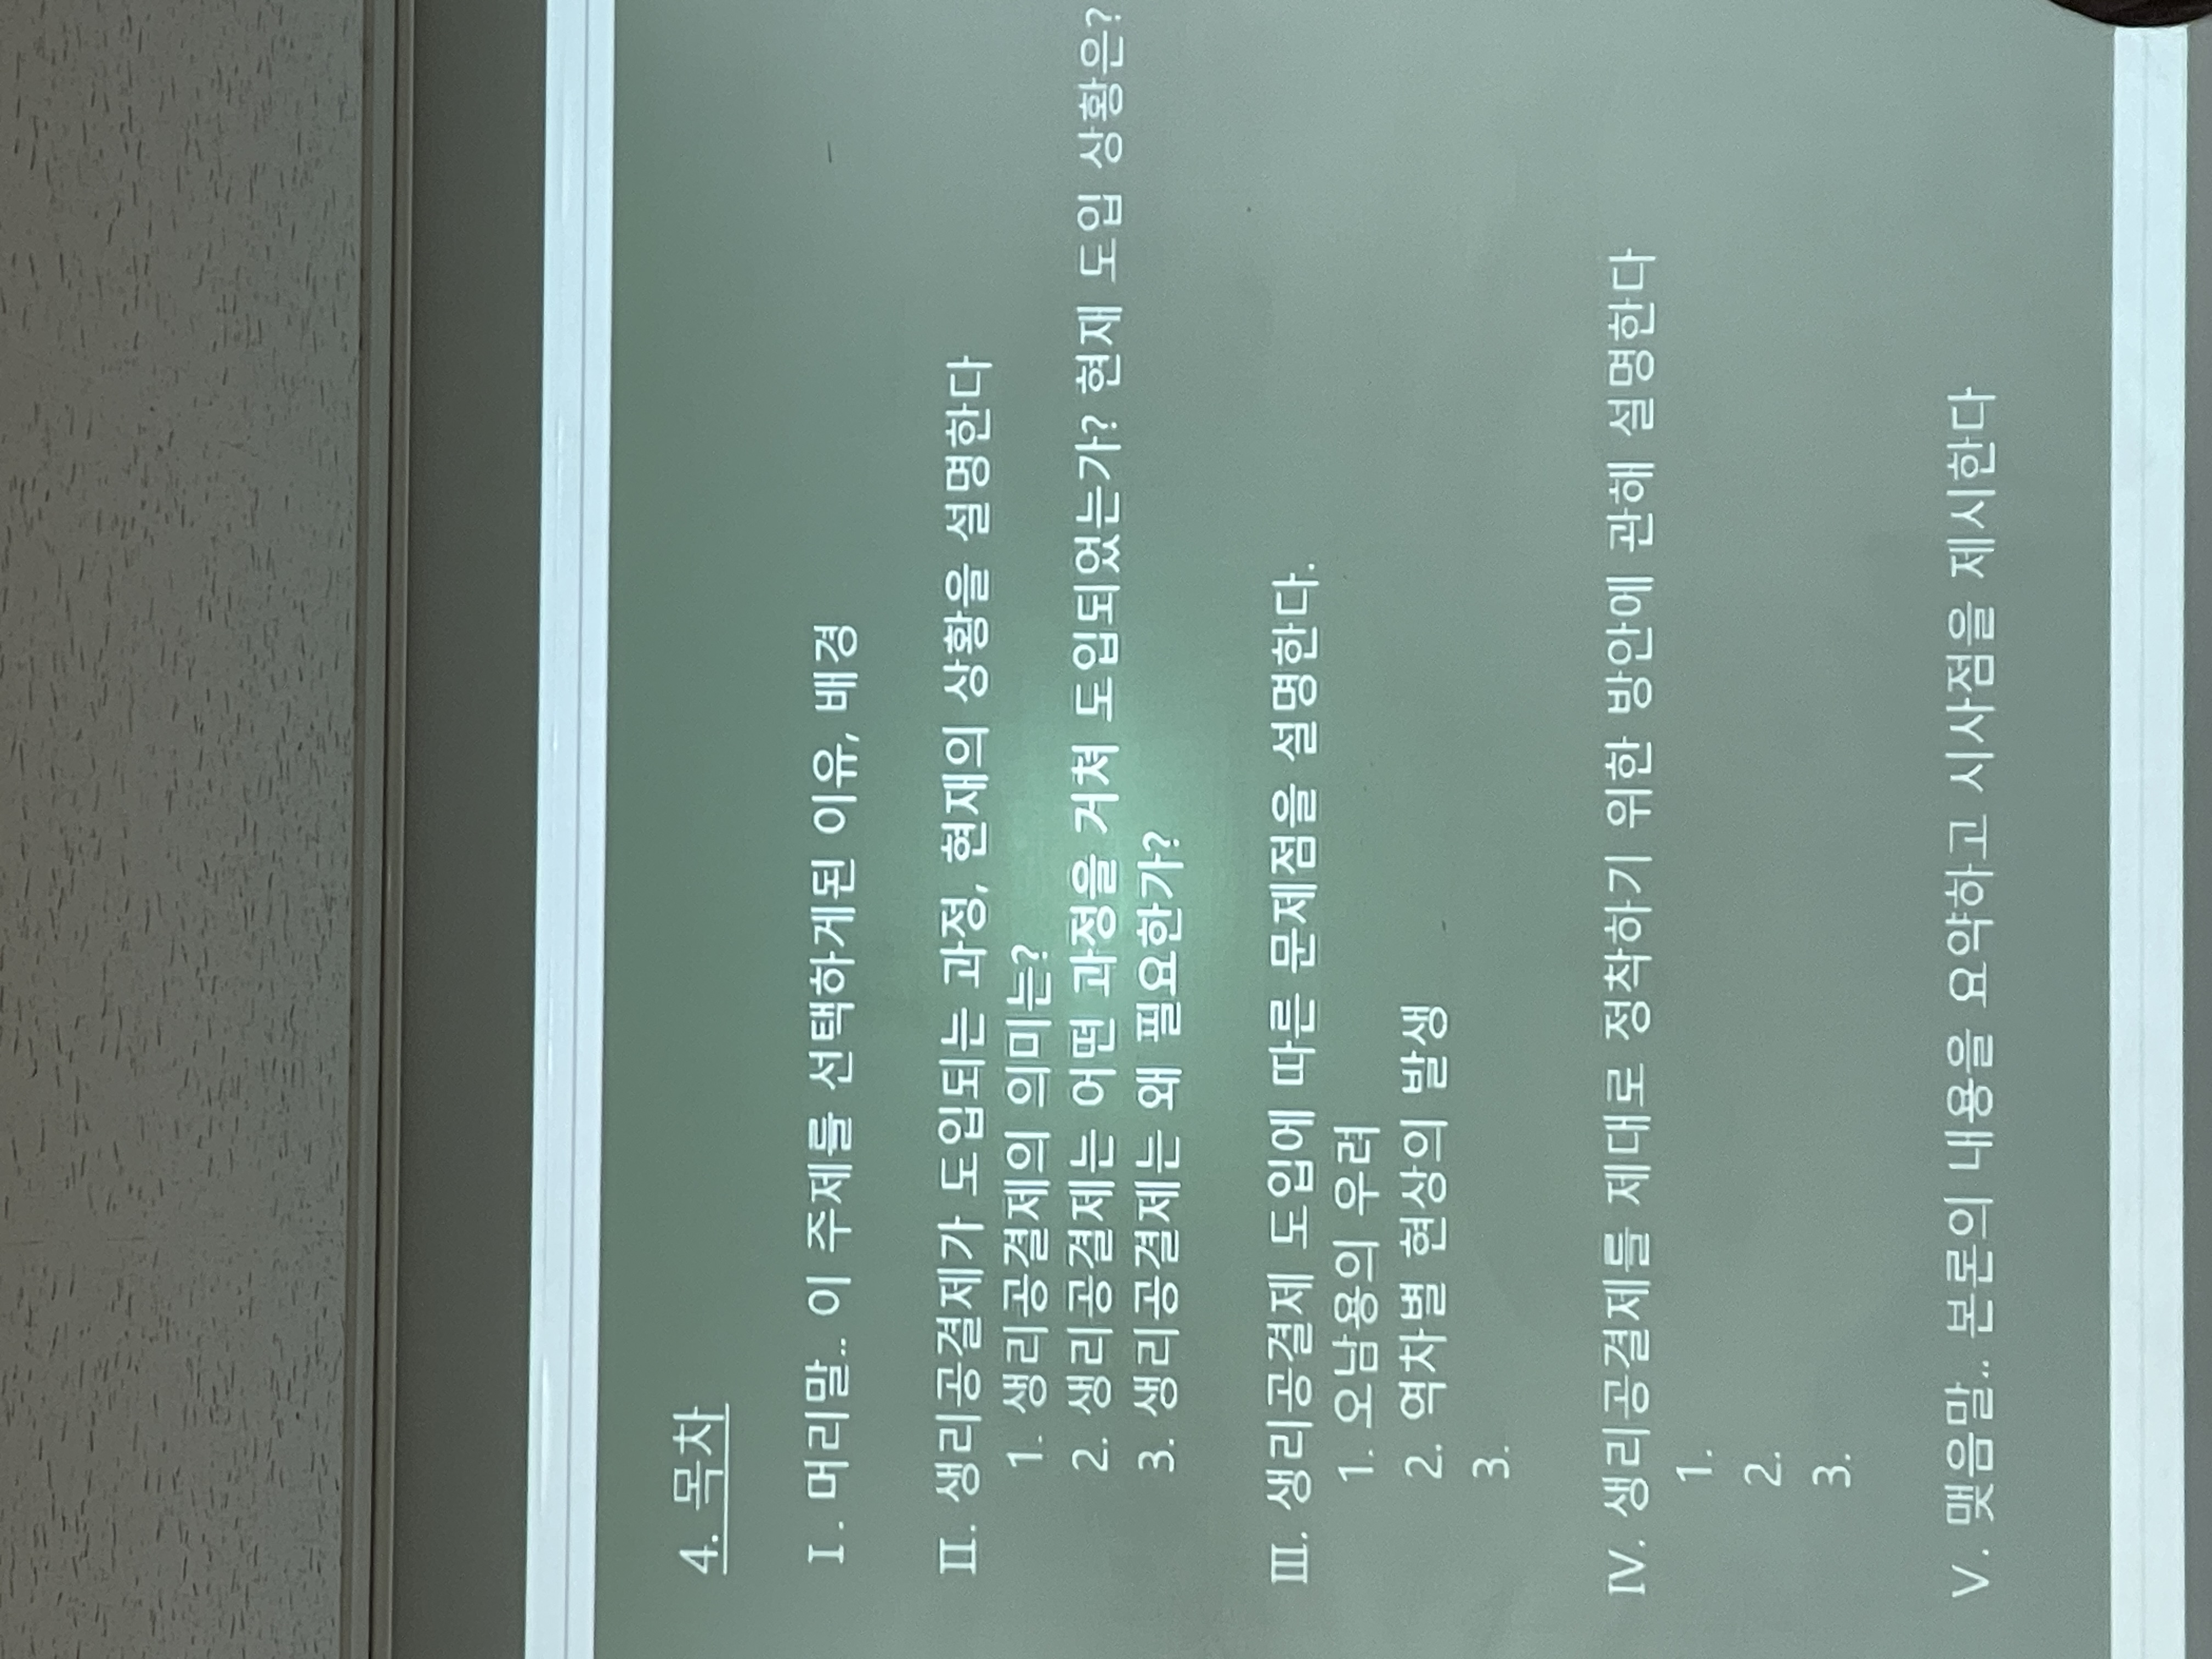 4. 목차
Ⅰ. 머리말.. 이 주제를 선택하게된 이유, 배경
Ⅱ. 생리공결제가 도입되는 과정, 현재의 상황을 설명한다
1. 생리공결제의 의미는?
2. 생리공결제는 어떤 과정을 거쳐 도입되었는가? 현재 도입 상황은?
3. 생리공결제는 왜 필요한가?
Ⅲ. 생리공결제 도입에 따른 문제점을 설명한다.
1. 오남용의 우려
2. 역차별 현상의 발생
3.
Ⅳ. 생리공결제를 제대로 정착하기 위한 방안에 관해 설명한다
1.
2.
3.
Ⅴ. 맺음말.. 본론의 내용을 요약하고 시사점을 제시한다